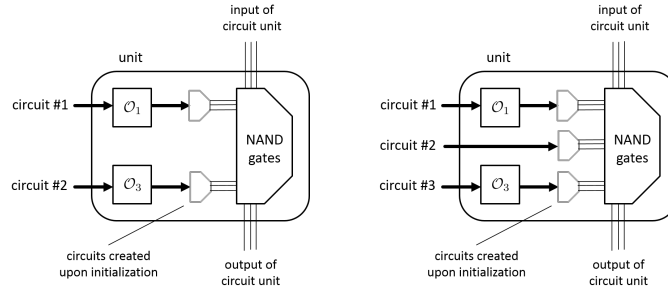 input of
circuit unit
unit
circuit #1
𝒪₁
NAND
gates
circuit #2
𝒪₃
circuits created
upon initialization
output of
circuit unit
input of
circuit unit
unit
circuit #1
𝒪₁
circuit #2
NAND
gates
circuit #3
𝒪₃
circuits created
upon initialization
output of
circuit unit